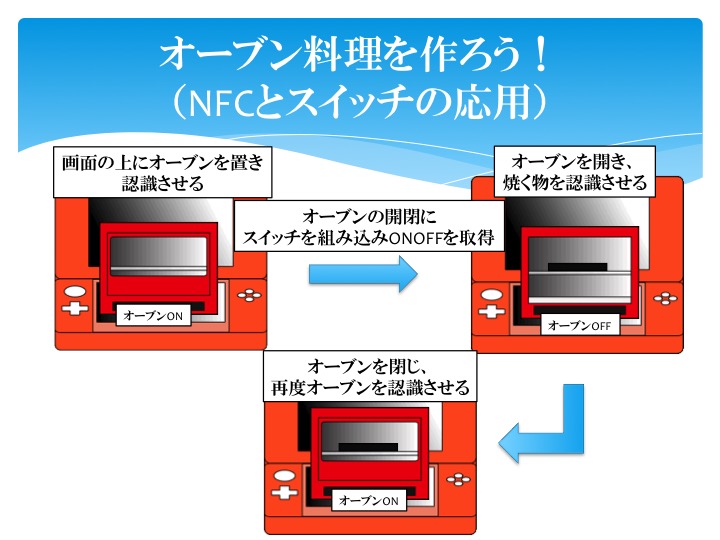 オーブン料理を作ろう！
（NFCとスイッチの応用）
画面の上にオーブンを置き
認識させる
オーブンON
オーブンの開閉に
スイッチを組み込みONOFFを取得
オーブンを開き、
焼く物を認識させる
オーブンOFF
オーブンを閉じ、
再度オーブンを認識させる
オーブンON